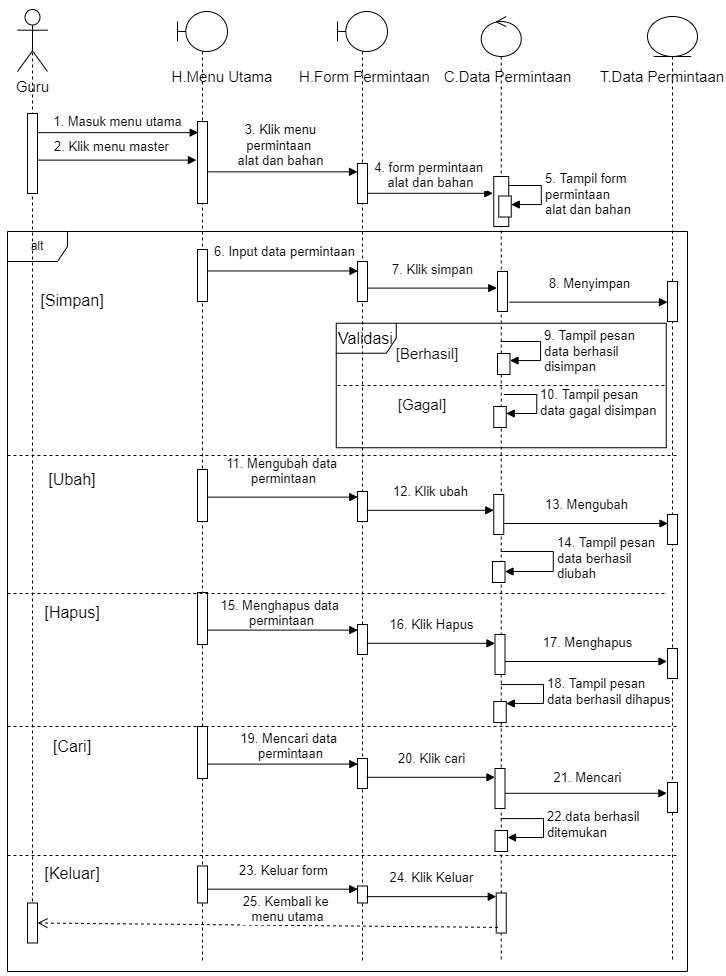 Guru
H.Menu Utama
H.Form Permintaan
C.Data Permintaan
T.Data Permintaan
1. Masuk menu utama
2. Klik menu master
3. Klik menu
permintaan
alat dan bahan
4. form permintaan
alat dan bahan
5. Tampil form
permintaan
alat dan bahan
alt
6. Input data permintaan
7. Klik simpan
8. Menyimpan
[Simpan]
Validasi
[Berhasil]
9. Tampil pesan
data berhasil
disimpan
[Gagal]
10. Tampil pesan
data gagal disimpan
[Ubah]
11. Mengubah data
permintaan
12. Klik ubah
13. Mengubah
14. Tampil pesan
data berhasil
diubah
[Hapus]
15. Menghapus data
permintaan
16. Klik Hapus
17. Menghapus
18. Tampil pesan
data berhasil dihapus
[Cari]
19. Mencari data
permintaan
20. Klik cari
21. Mencari
22.data berhasil
ditemukan
[Keluar]
23. Keluar form
24. Klik Keluar
25. Kembali ke
menu utama